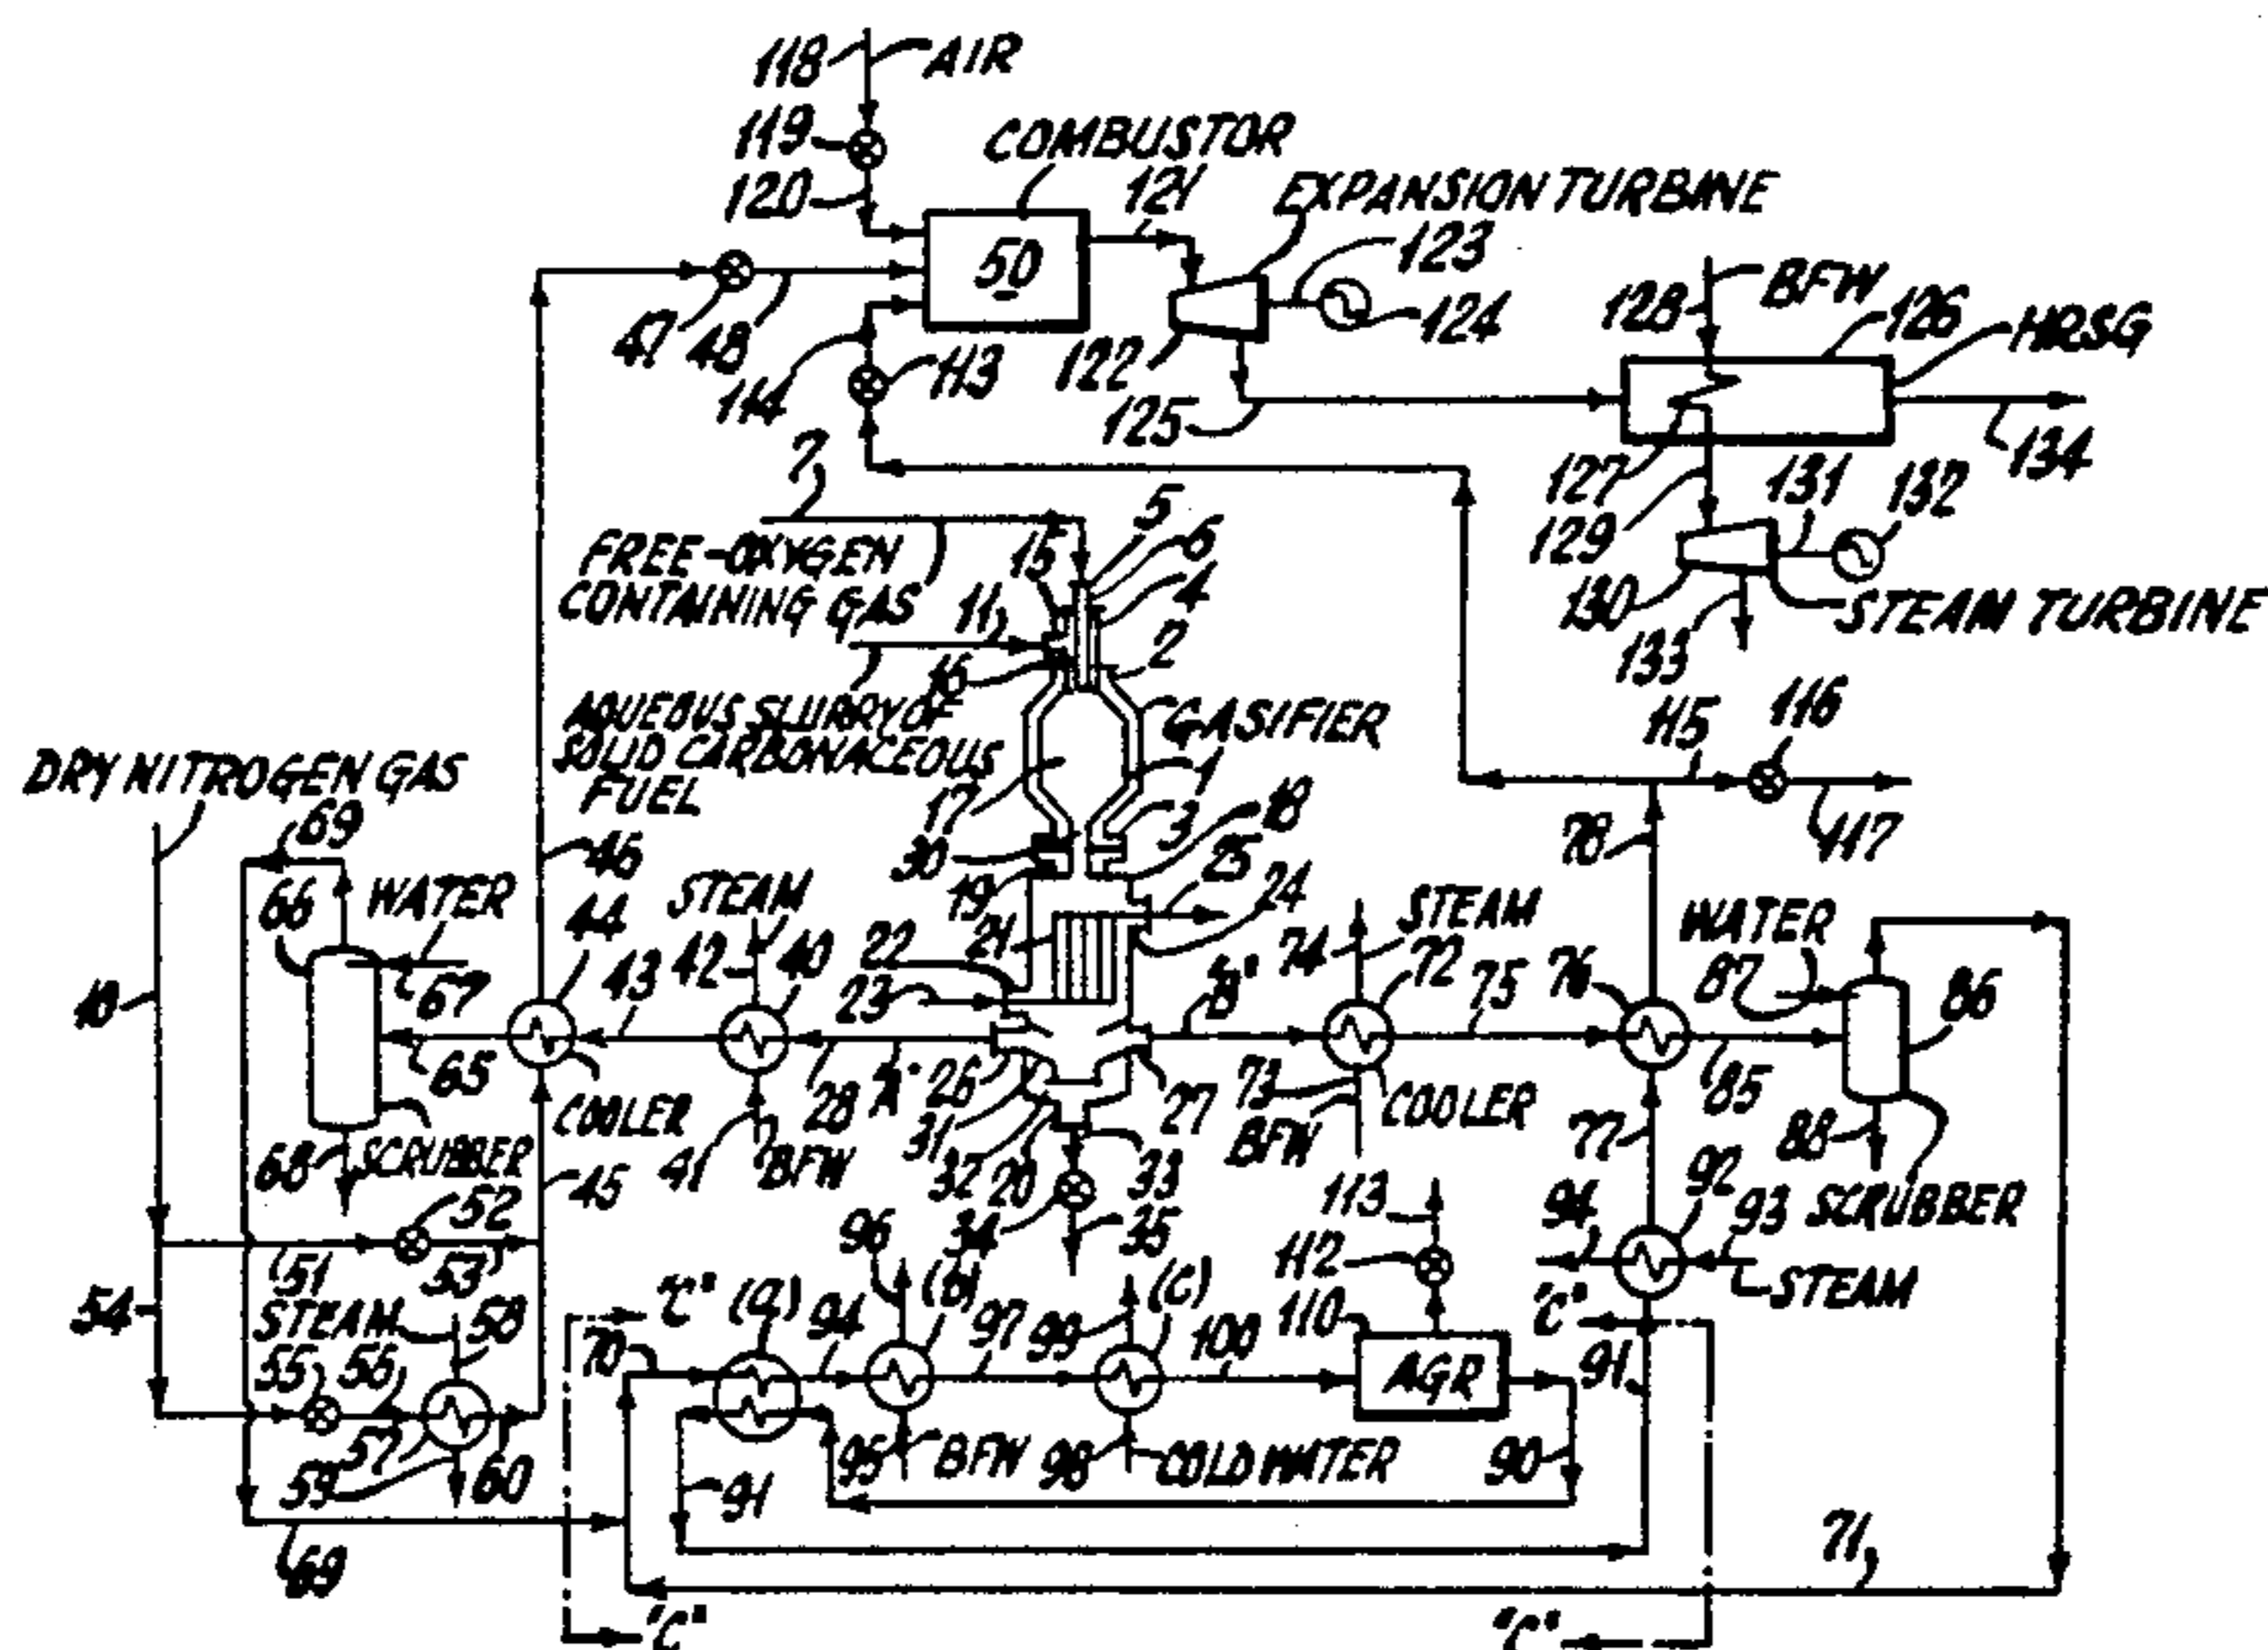 118 AIR
119
COMBUSTOR
120
121
EXPANSION TURBINE
50
123
47 48
114
113
122
124
128 BFW
126 HRSG
125
134
7
127
129
131
132
FREE-OXYGEN
CONTAINING GAS
15
5
6
4
11
2
130
133
STEAM TURBINE
16
AQUEOUS SLURRY OF
SOLID CARBONACEOUS
FUEL
GASIFIER
115
116
DRY NITROGEN GAS
17
1
18
69
46
30
3
25
78
117
66 WATER
44
STEAM
19
24
STEAM
WATER
42
40
21
22
74
72
76
87
10
43
23
"B"
75
86
67
65
28
"A"
26
27
73
BFW
COOLER
85
68
SCRUBBER
COOLER
41
BFW
31
32
20
33
77
88
92
45
113
94
93
SCRUBBER
52
34
35
51
53
96
(b)
112
STEAM
54
STEAM
58
"C"
(a)
94
97
99
(c)
100
110
"C"
55
56
70
AGR
91
57
59
60
95
BFW
98
COLD WATER
90
91
69
71
"C"
"C"